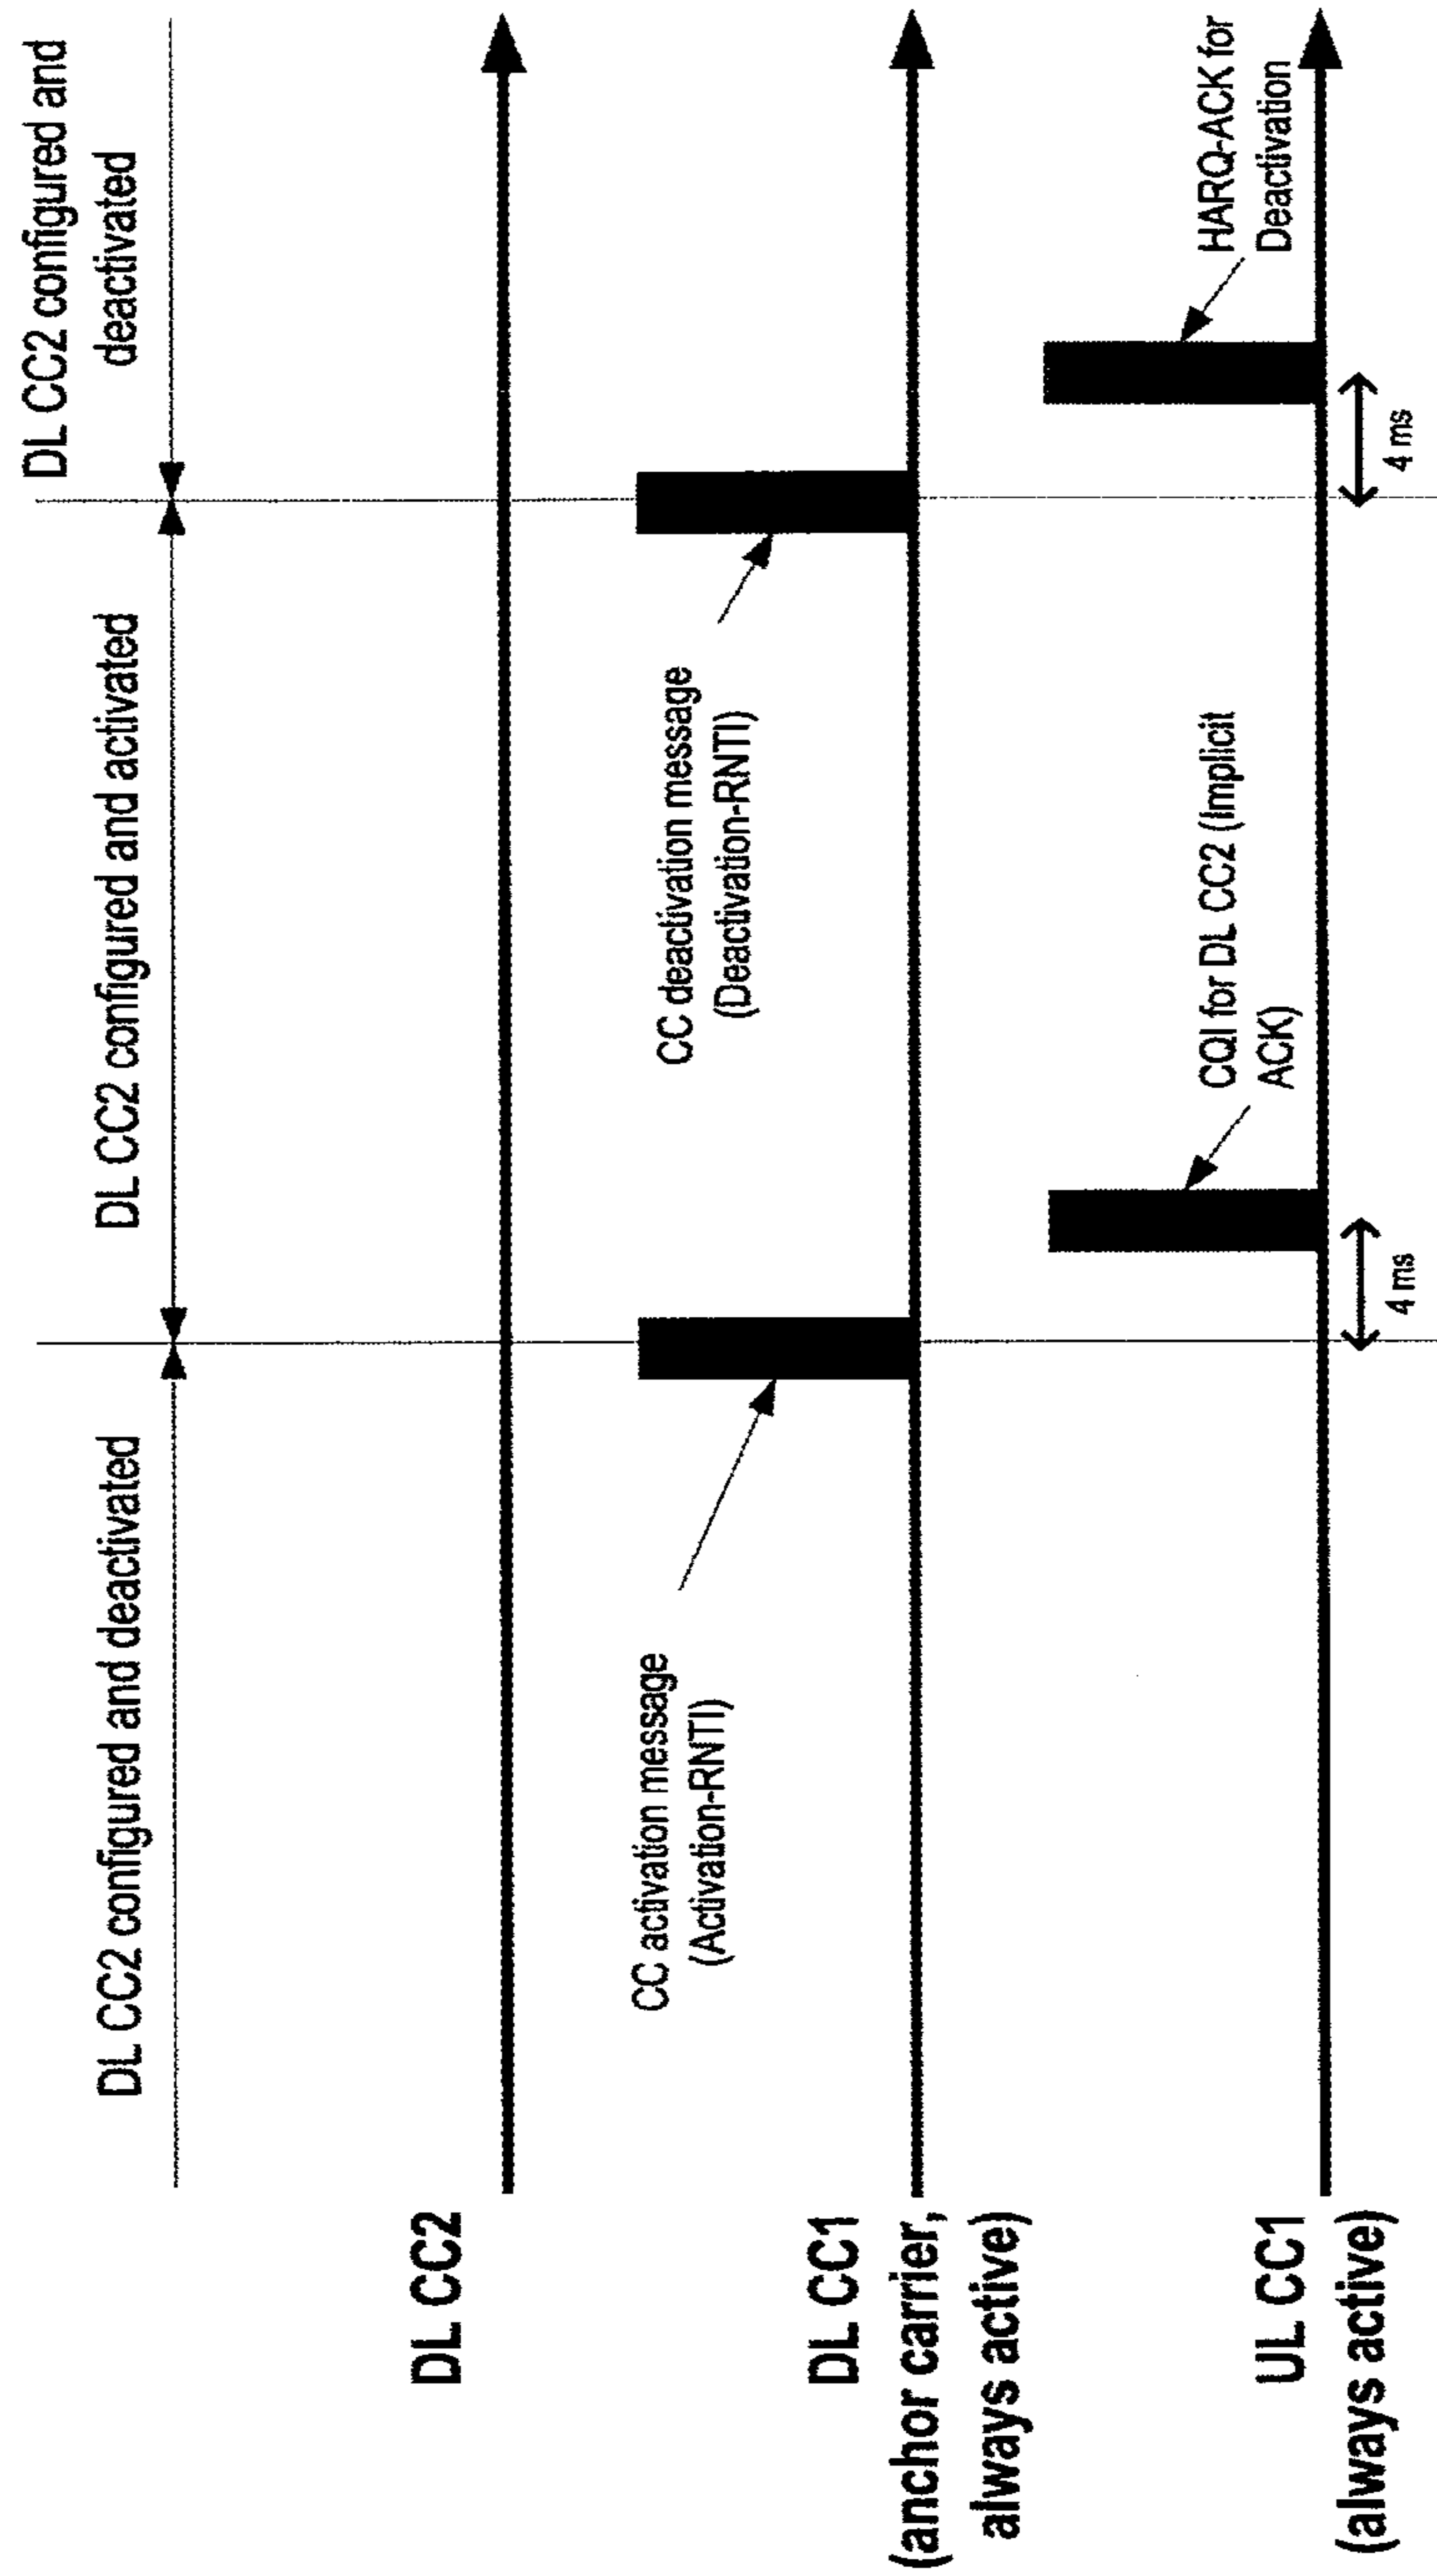 DL CC2 configured and deactivated
DL CC2 configured and activated
DL CC2 configured and
deactivated
DL CC2
CC activation message
(Activation-RNTI)
CC deactivation message
(Deactivation-RNTI)
DL CC1
(anchor carrier,
always active)
CQI for DL CC2 (Implicit
ACK)
HARQ-ACK for
Deactivation
UL CC1
(always active)
4 ms
4 ms